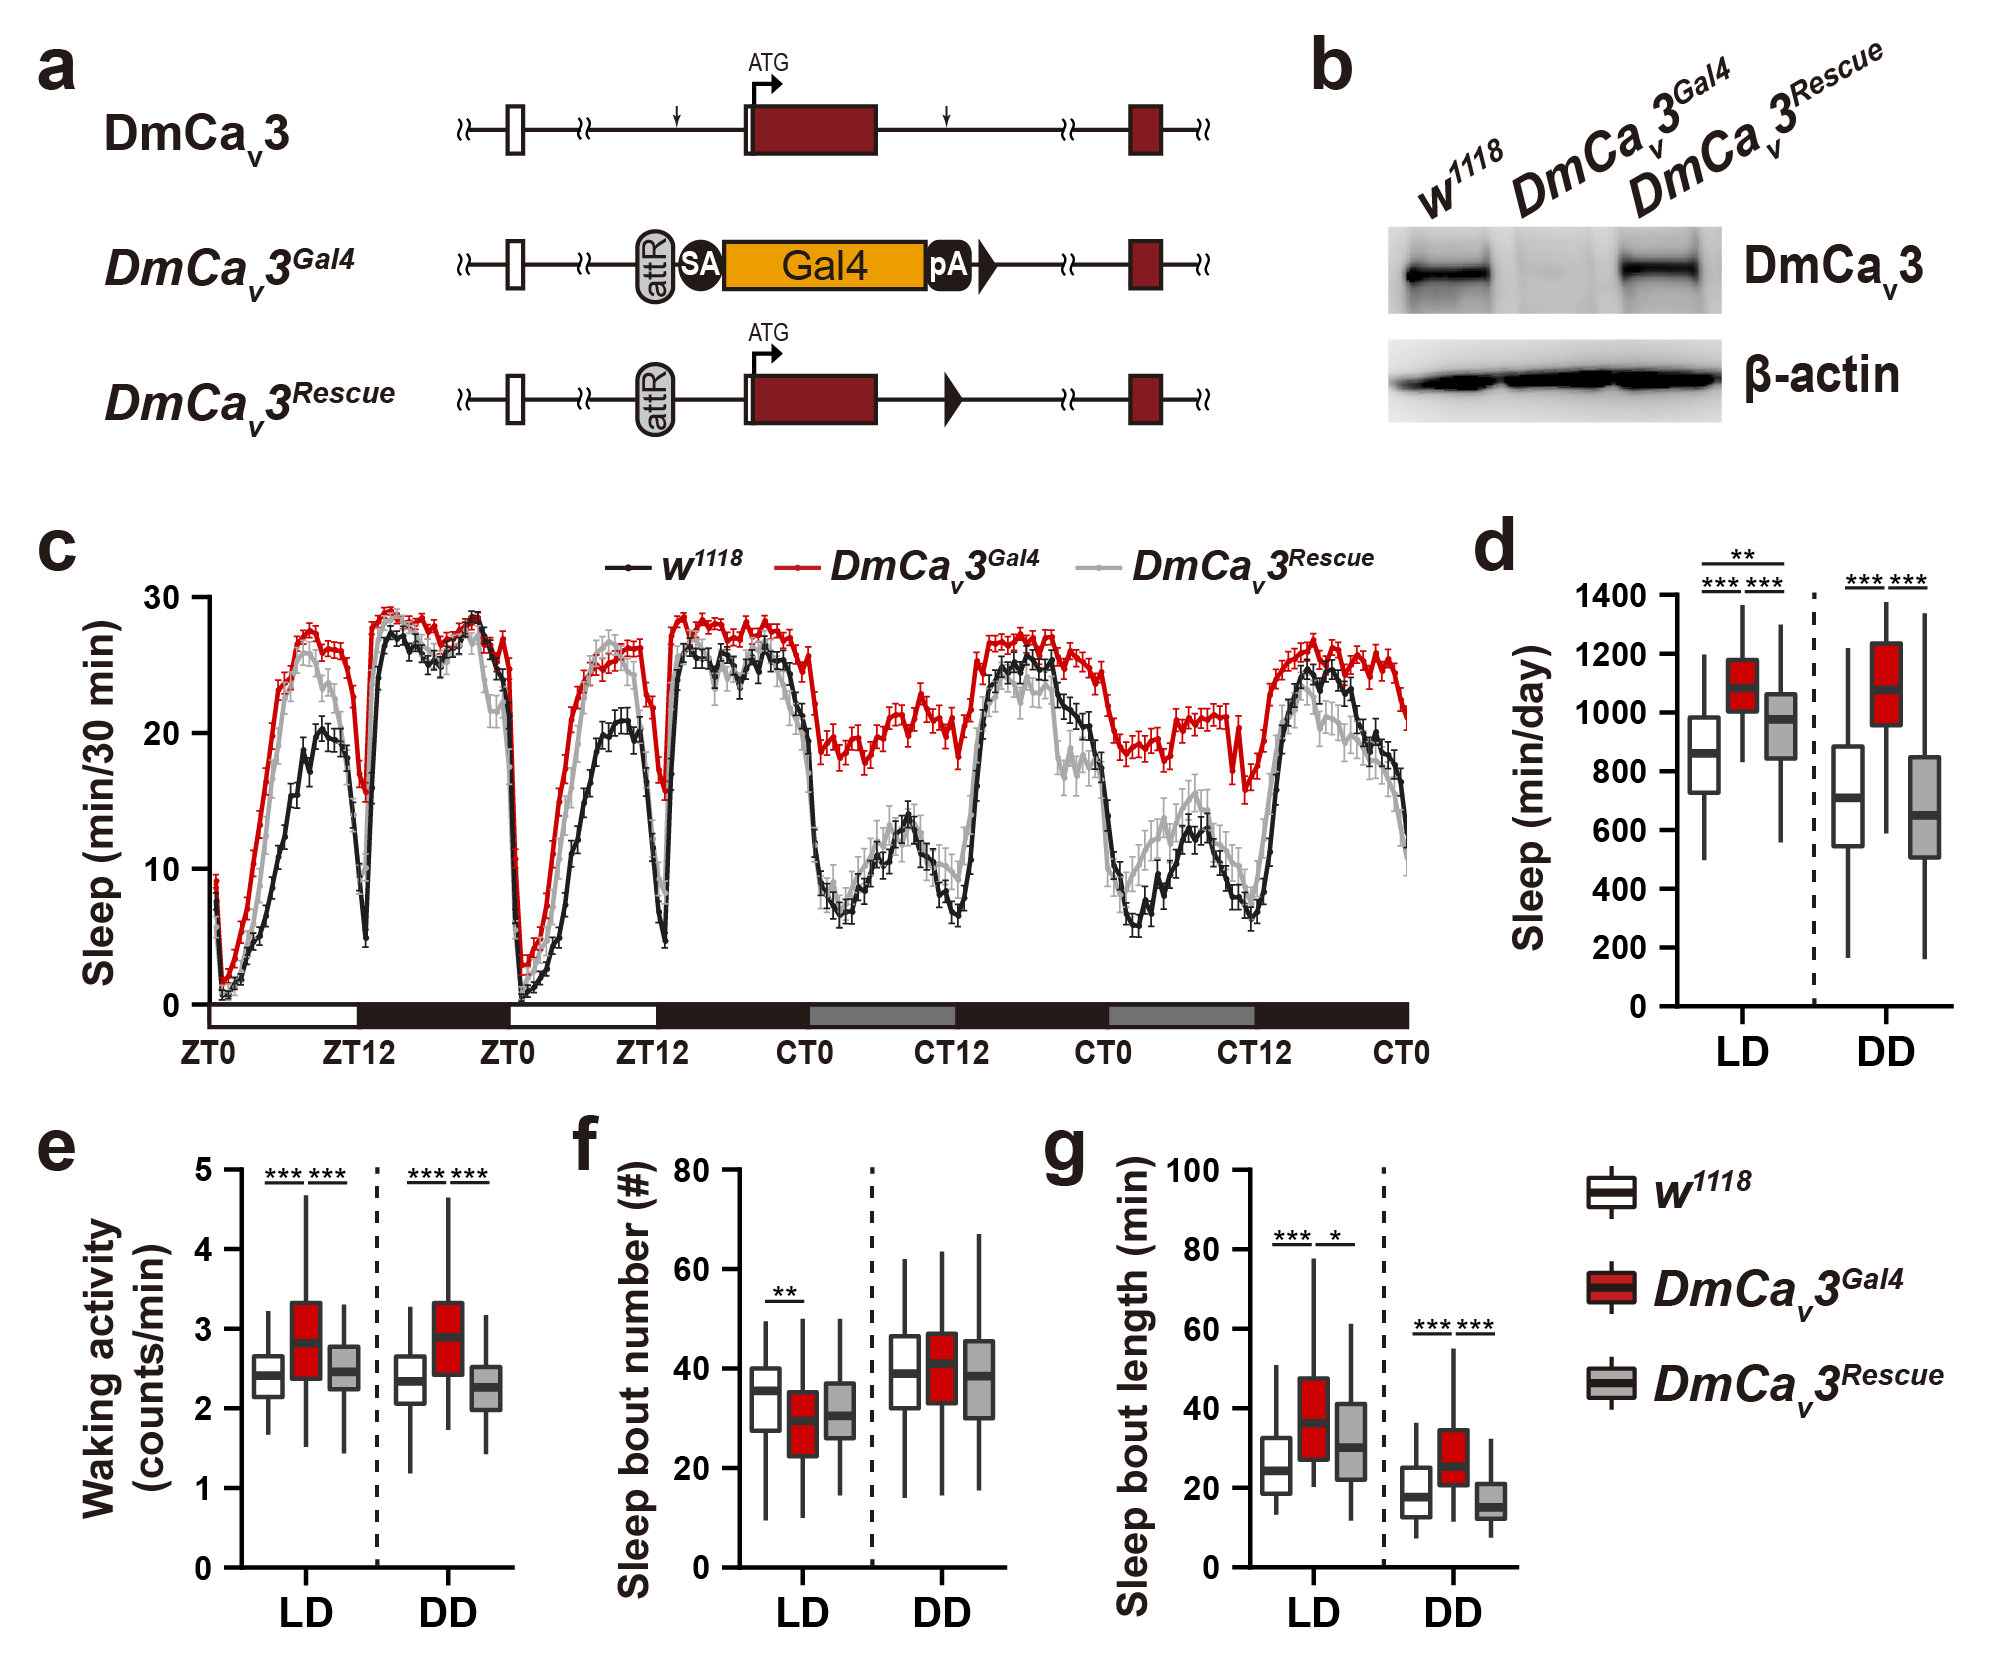 a
ATG
DmCav3
DmCav3Gal4
attR
SA
Gal4
pA
ATG
DmCav3Rescue
attR
b
w1118
DmCav3Gal4
DmCav3Rescue
DmCav3
β-actin
c
w1118
DmCav3Gal4
DmCav3Rescue
Sleep (min/30 min)
30
20
10
0
ZT0 ZT12 ZT0 ZT12 CT0 CT12 CT0 CT12 CT0
d
Sleep (min/day)
**
*** *** *** ***
1400
1200
1000
800
600
400
200
0
LD DD
e
Waking activity
(counts/min)
*** *** *** ***
5
4
3
2
1
0
LD DD
f
Sleep bout number (#)
80
60
40
20
0
**
LD DD
g
Sleep bout length (min)
100
80
60
40
20
0
*** *
*** ***
LD DD
w1118
DmCav3Gal4
DmCav3Rescue